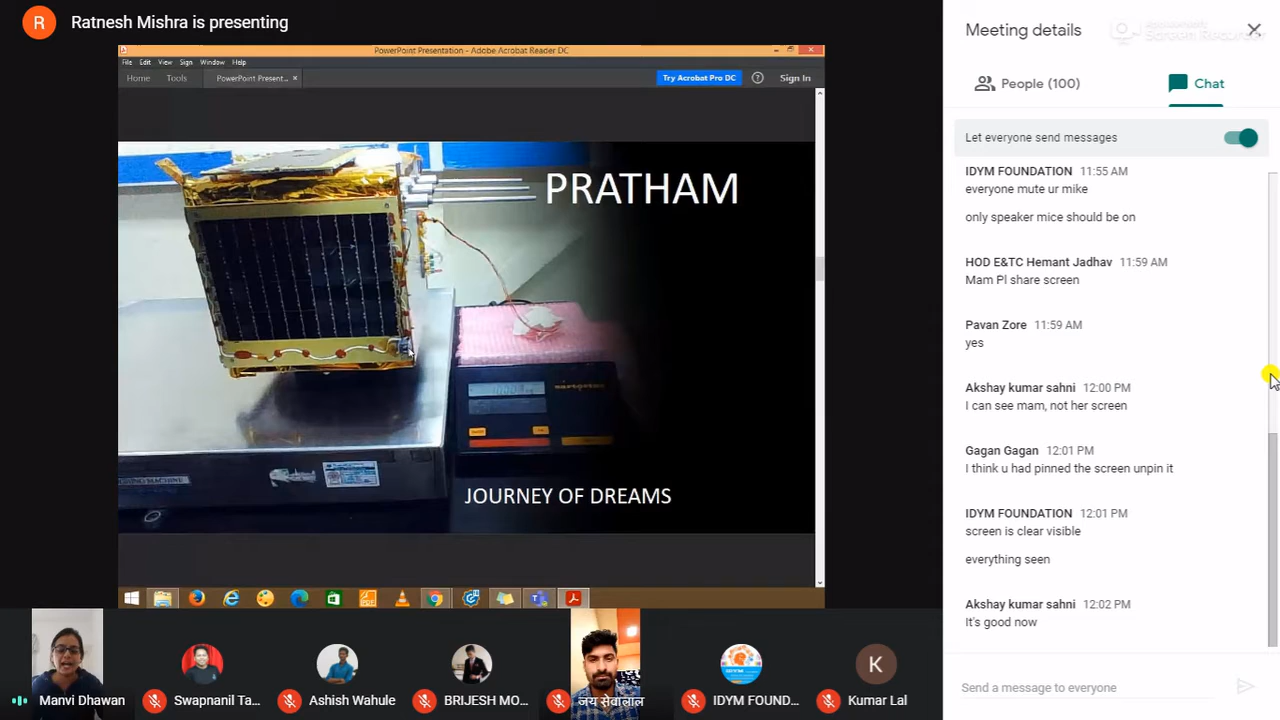 R
Ratnesh Mishra is presenting
PowerPoint Presentation - Adobe Acrobat Reader DC
File Edit View Sign Window Help
Home Tools PowerPoint Present... ×
Try Acrobat Pro DC
Sign In
PRATHAM
JOURNEY OF DREAMS
Manvi Dhawan
Swapnanil Ta...
Ashish Wahule
BRIJESH MO...
जय सेवालाल
IDYM FOUND...
K
Kumar Lal
Meeting details
Screen Recorder
People (100)
Chat
Let everyone send messages
IDYM FOUNDATION 11:55 AM
everyone mute ur mike
only speaker mice should be on
HOD E&TC Hemant Jadhav 11:59 AM
Mam Pl share screen
Pavan Zore 11:59 AM
yes
Akshay kumar sahni 12:00 PM
I can see mam, not her screen
Gagan Gagan 12:01 PM
I think u had pinned the screen unpin it
IDYM FOUNDATION 12:01 PM
screen is clear visible
everything seen
Akshay kumar sahni 12:02 PM
It's good now
Send a message to everyone